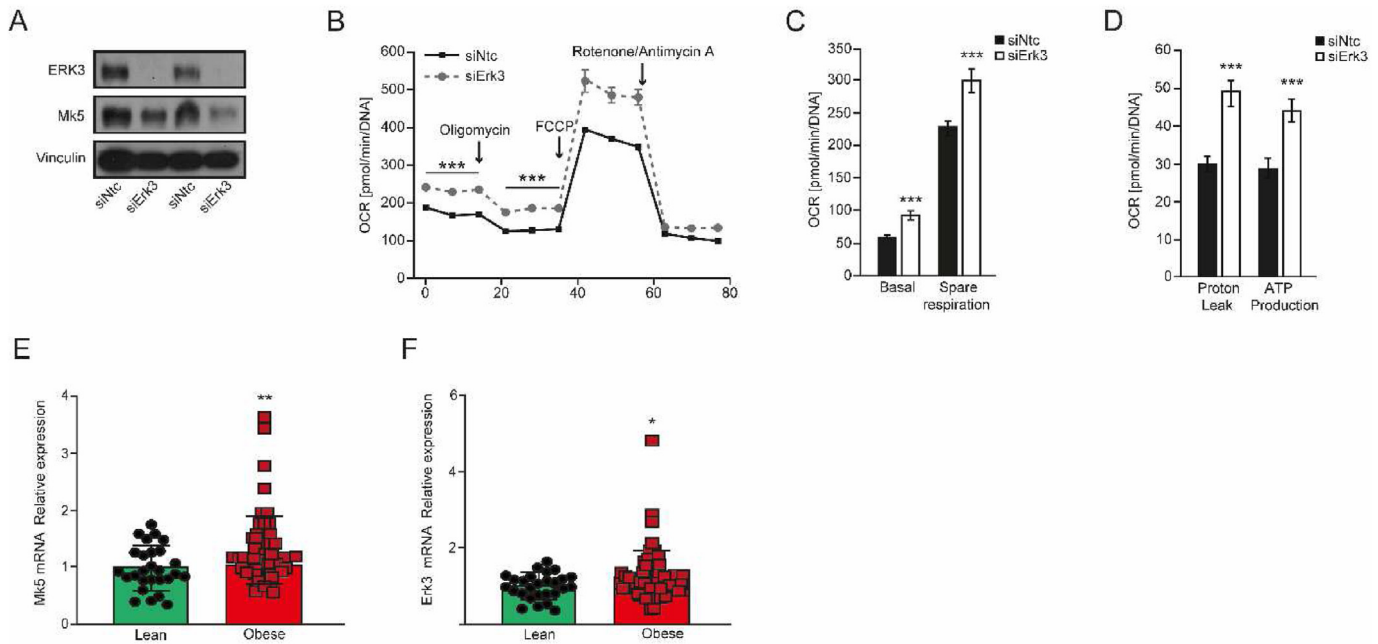 A
ERK3
Mk5
Vinculin
siNtc
siErk3
siNtc
siErk3
B
600
500
400
300
200
100
0
OCR [pmol/min/DNA]
siNtc
siErk3
Rotenone/Antimycin A
Oligomycin
FCCP
***
***
0 20 40 60 80
C
siNtc
siErk3
350
300
250
200
150
100
50
0
OCR [pmol/min/DNA]
***
***
Basal
Spare
respiration
D
siNtc
siErk3
60
50
40
30
20
10
0
OCR [pmol/min/DNA]
***
***
Proton
Leak
ATP
Production
E
4
3
2
1
0
Mk5 mRNA Relative expression
**
Lean
Obese
F
6
4
2
0
Erk3 mRNA Relative expression
*
Lean
Obese